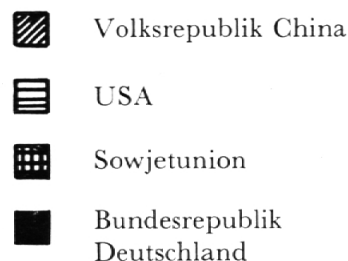 Volksrepublik China
USA
Sowjetunion
Bundesrepublik
Deutschland